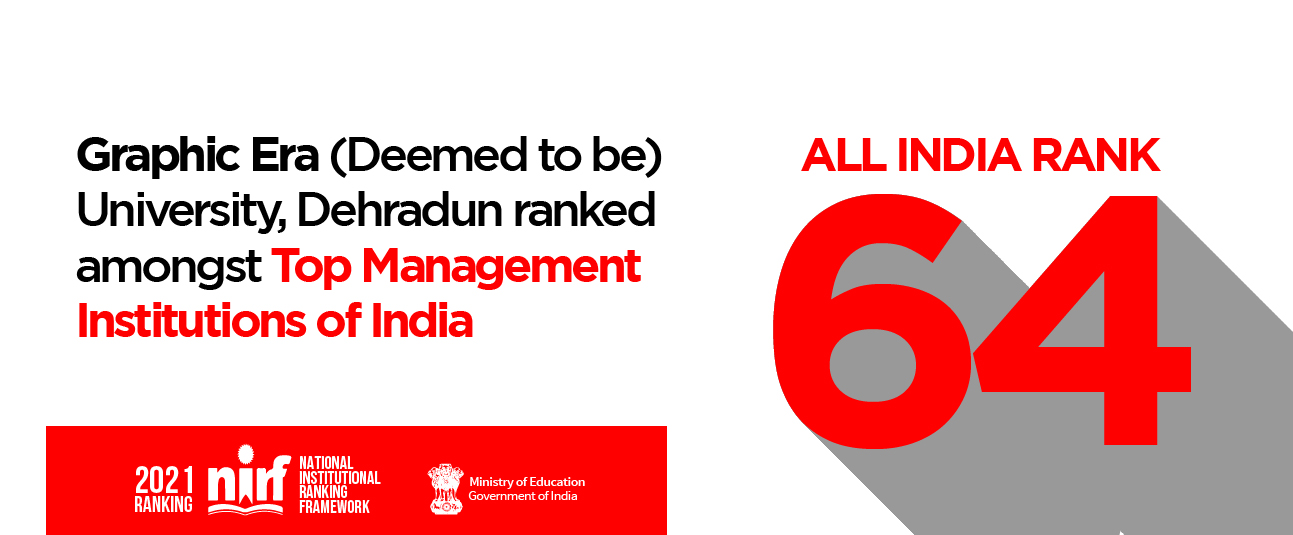 Graphic Era (Deemed to be)
University, Dehradun ranked
amongst Top Management
Institutions of India
ALL INDIA RANK
64
2021
RANKING
nirf
NATIONAL
INSTITUTIONAL
RANKING
FRAMEWORK
Ministry of Education
Government of India